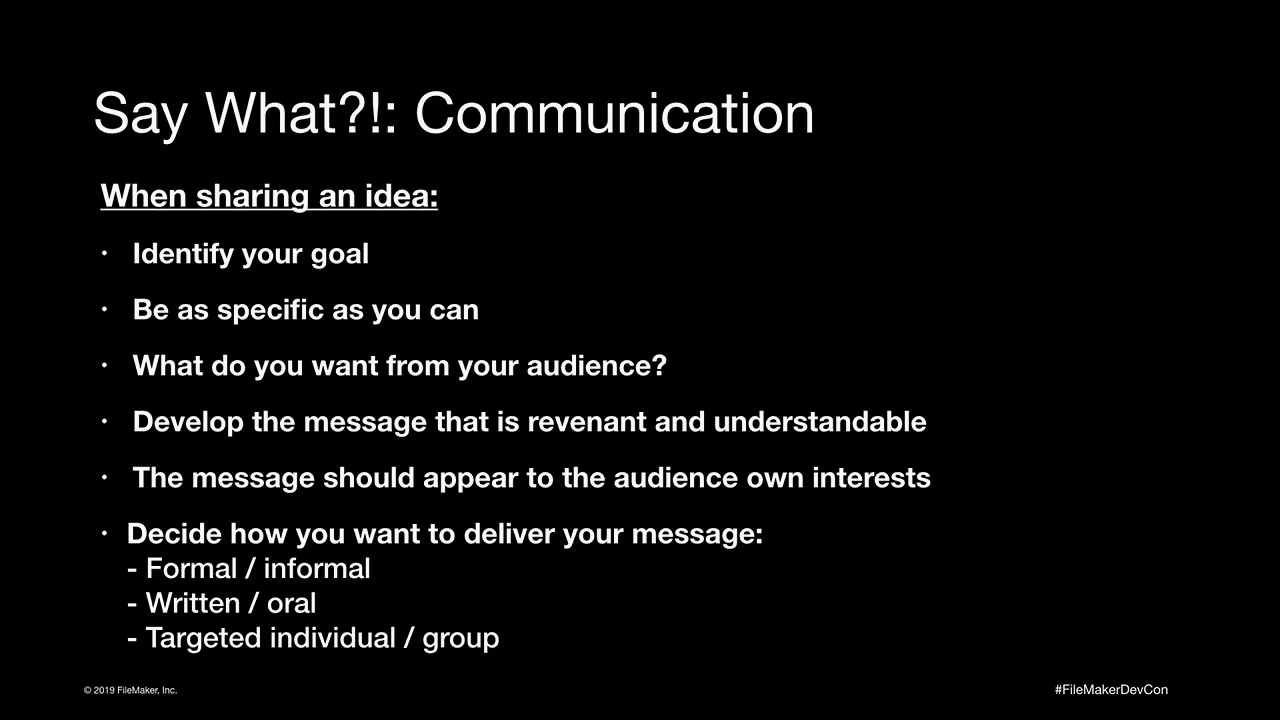 Say What?!: Communication
When sharing an idea:
· Identify your goal
· Be as specific as you can
· What do you want from your audience?
· Develop the message that is revenant and understandable
· The message should appear to the audience own interests
· Decide how you want to deliver your message:
- Formal / informal
- Written / oral
- Targeted individual / group
© 2019 FileMaker, Inc.
#FileMakerDevCon